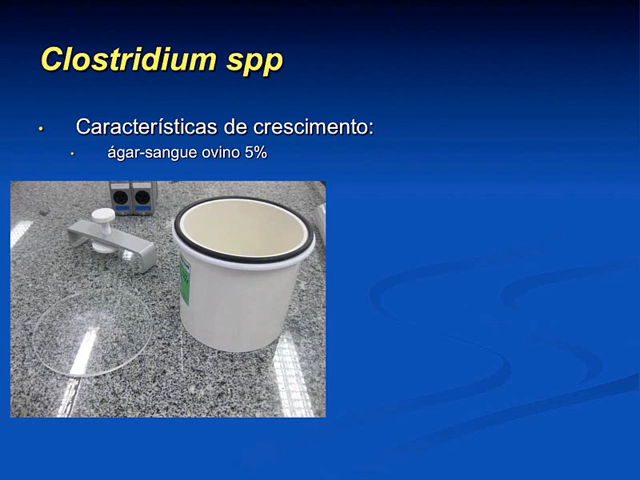 Clostridium spp
Características de crescimento:
ágar-sangue ovino 5%